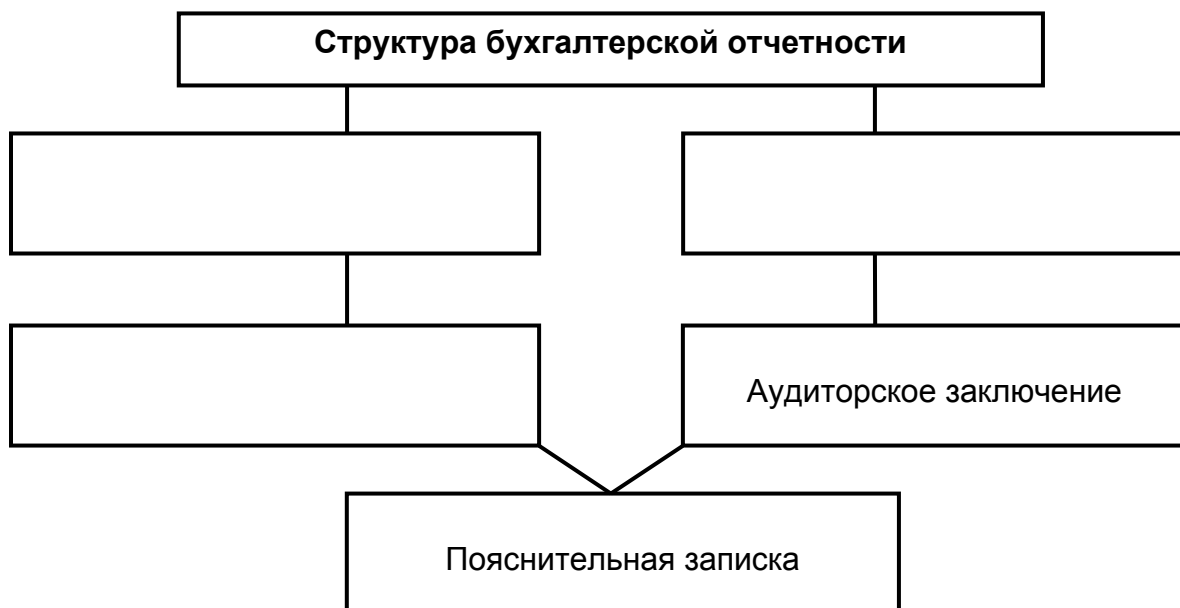 Структура бухгалтерской отчетности
Аудиторское заключение
Пояснительная записка